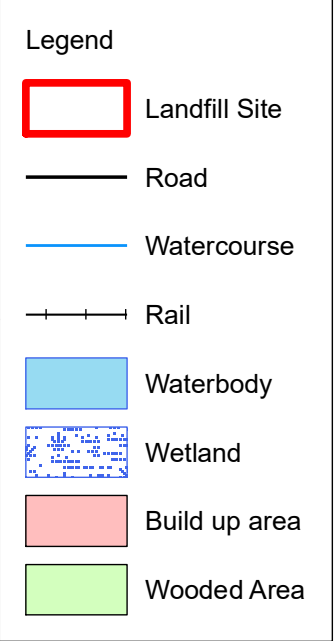 Legend
Landfill Site
Road
Watercourse
Rail
Waterbody
Wetland
Build up area
Wooded Area